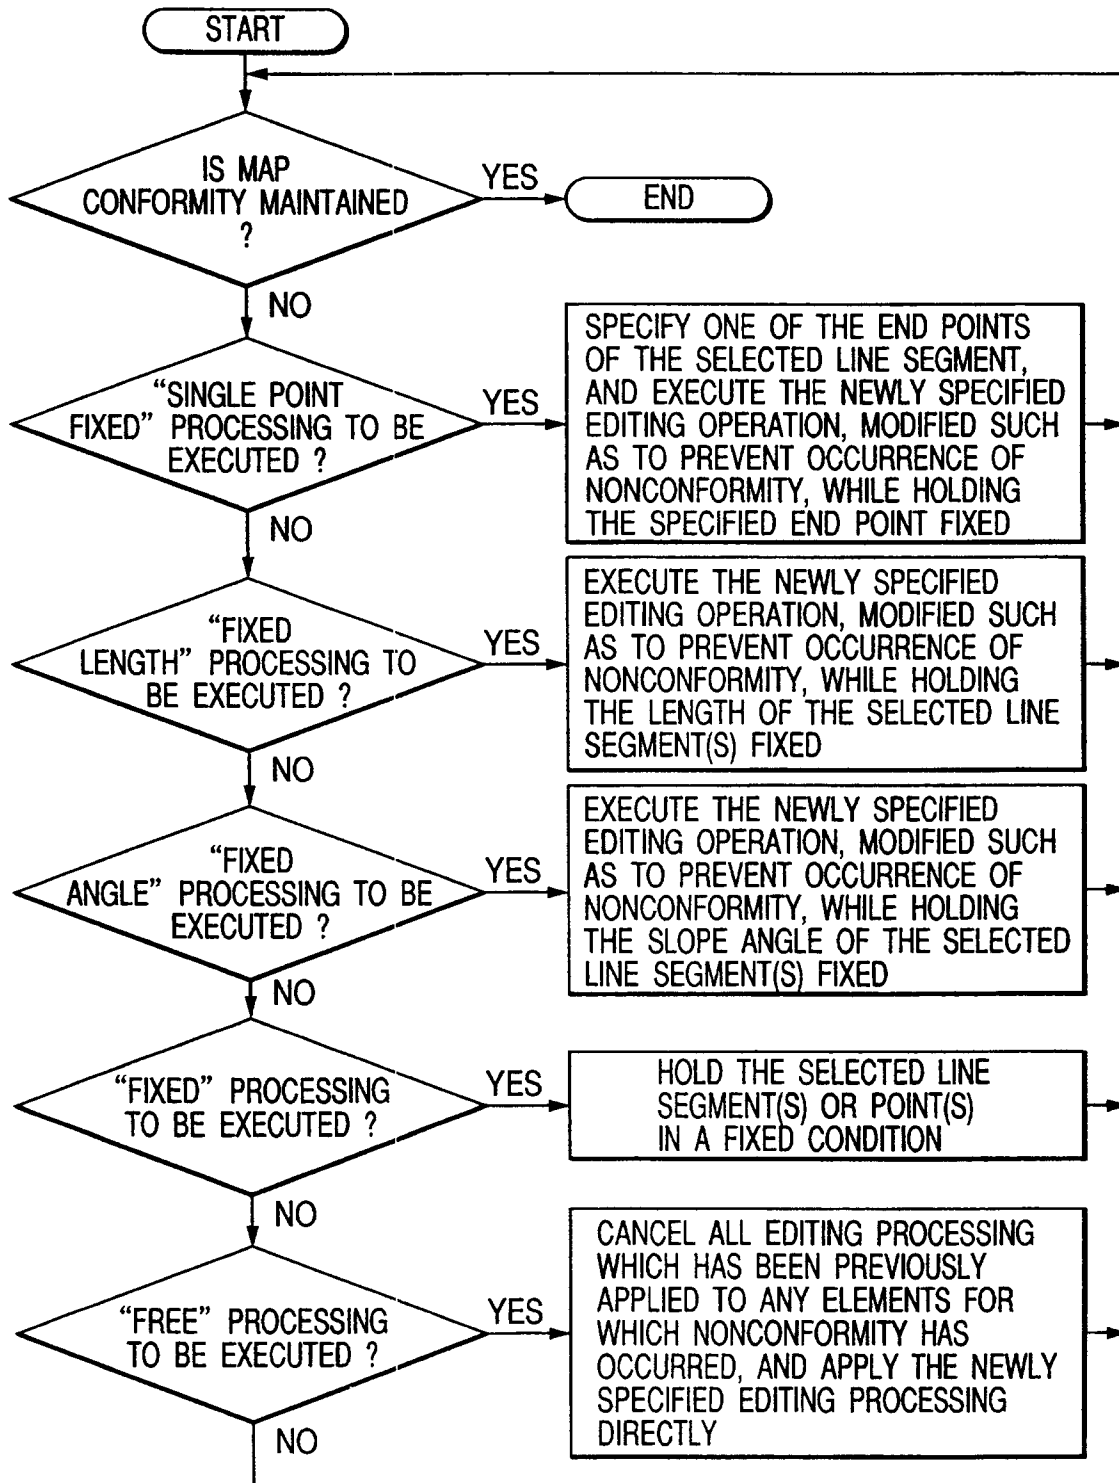 START
IS MAP
CONFORMITY MAINTAINED
?
YES
END
NO
“SINGLE POINT
FIXED” PROCESSING TO BE
EXECUTED ?
YES
SPECIFY ONE OF THE END POINTS
OF THE SELECTED LINE SEGMENT,
AND EXECUTE THE NEWLY SPECIFIED
EDITING OPERATION, MODIFIED SUCH
AS TO PREVENT OCCURRENCE OF
NONCONFORMITY, WHILE HOLDING
THE SPECIFIED END POINT FIXED
NO
“FIXED
LENGTH” PROCESSING TO
BE EXECUTED ?
YES
EXECUTE THE NEWLY SPECIFIED
EDITING OPERATION, MODIFIED SUCH
AS TO PREVENT OCCURRENCE OF
NONCONFORMITY, WHILE HOLDING
THE LENGTH OF THE SELECTED LINE
SEGMENT(S) FIXED
NO
“FIXED
ANGLE” PROCESSING TO BE
EXECUTED ?
YES
EXECUTE THE NEWLY SPECIFIED
EDITING OPERATION, MODIFIED SUCH
AS TO PREVENT OCCURRENCE OF
NONCONFORMITY, WHILE HOLDING
THE SLOPE ANGLE OF THE SELECTED
LINE SEGMENT(S) FIXED
NO
“FIXED” PROCESSING
TO BE EXECUTED ?
YES
HOLD THE SELECTED LINE
SEGMENT(S) OR POINT(S)
IN A FIXED CONDITION
NO
“FREE” PROCESSING
TO BE EXECUTED ?
YES
CANCEL ALL EDITING PROCESSING
WHICH HAS BEEN PREVIOUSLY
APPLIED TO ANY ELEMENTS FOR
WHICH NONCONFORMITY HAS
OCCURRED, AND APPLY THE NEWLY
SPECIFIED EDITING PROCESSING
DIRECTLY
NO